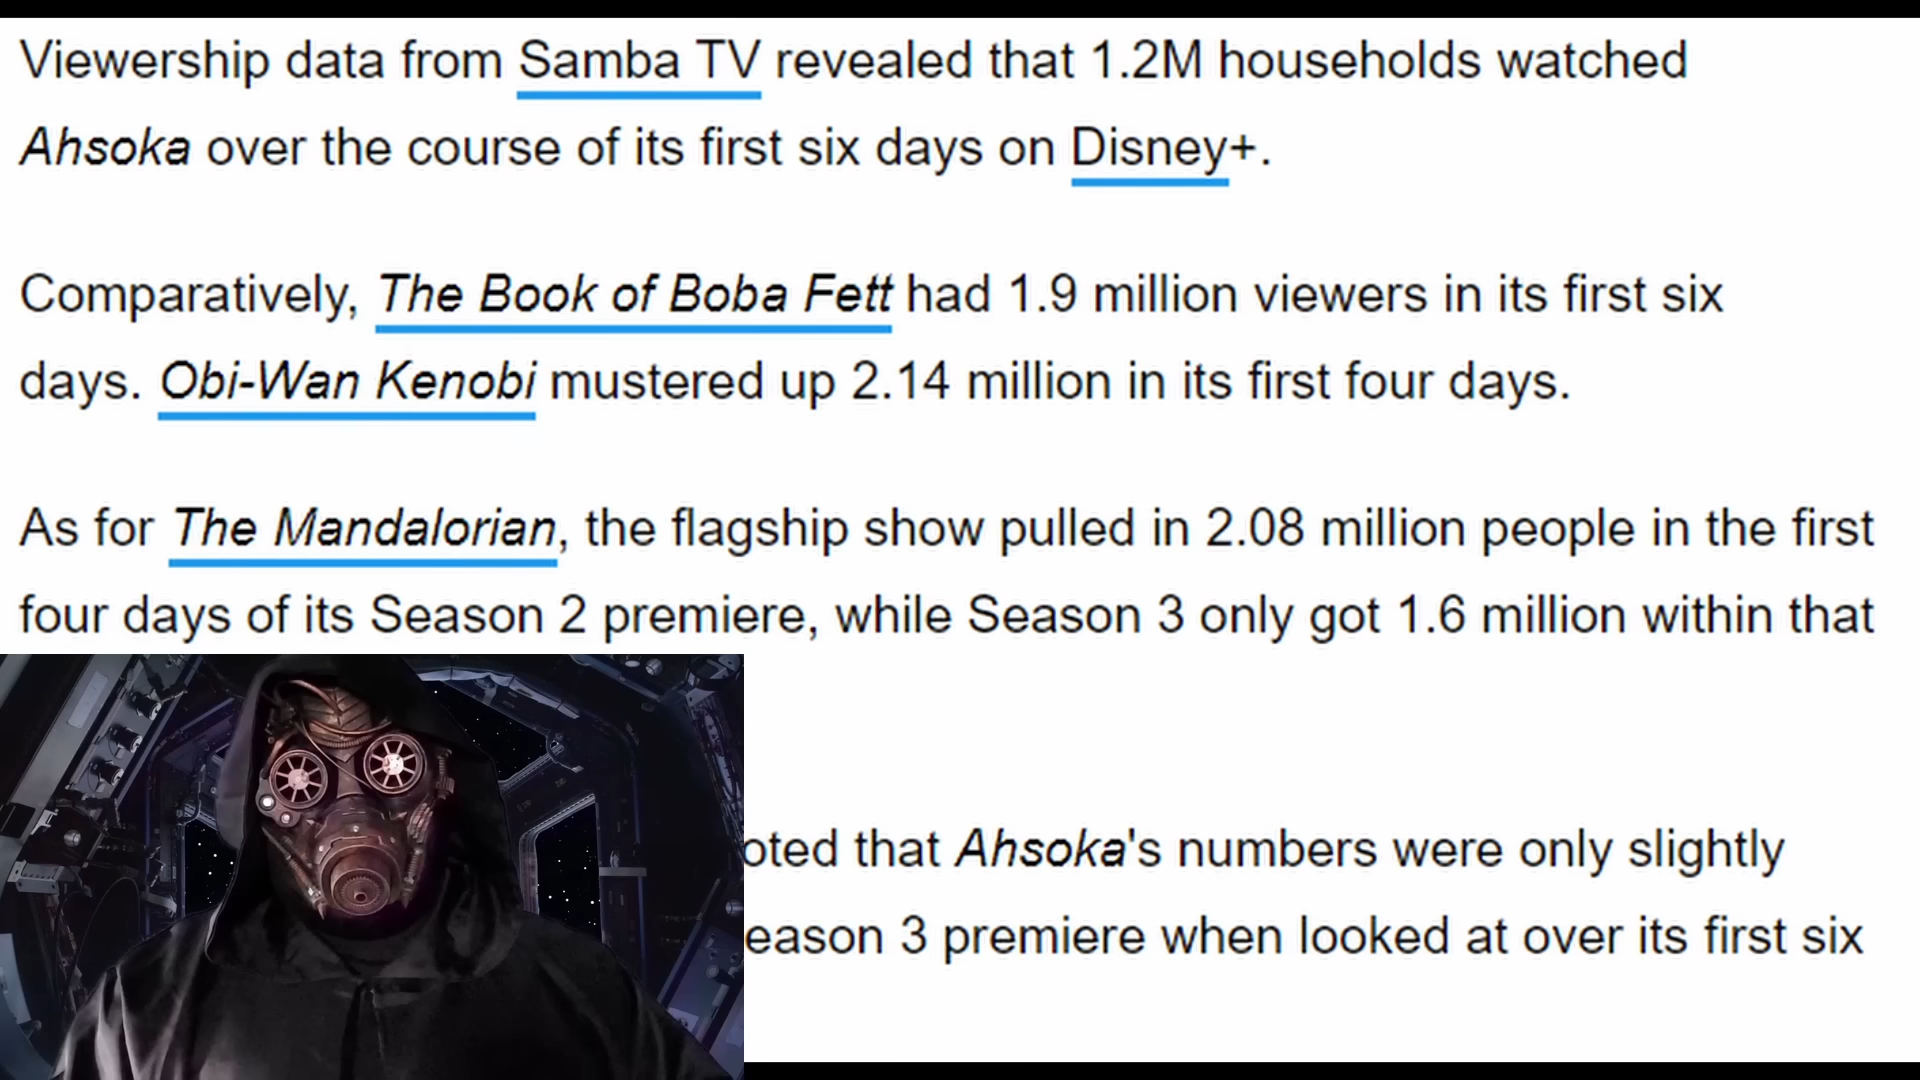 Viewership data from Samba TV revealed that 1.2M households watched
Ahsoka over the course of its first six days on Disney+.
Comparatively, The Book of Boba Fett had 1.9 million viewers in its first six
days. Obi-Wan Kenobi mustered up 2.14 million in its first four days.
As for The Mandalorian, the flagship show pulled in 2.08 million people in the first
four days of its Season 2 premiere, while Season 3 only got 1.6 million within that
oted that Ahsoka's numbers were only slightly
eason 3 premiere when looked at over its first six